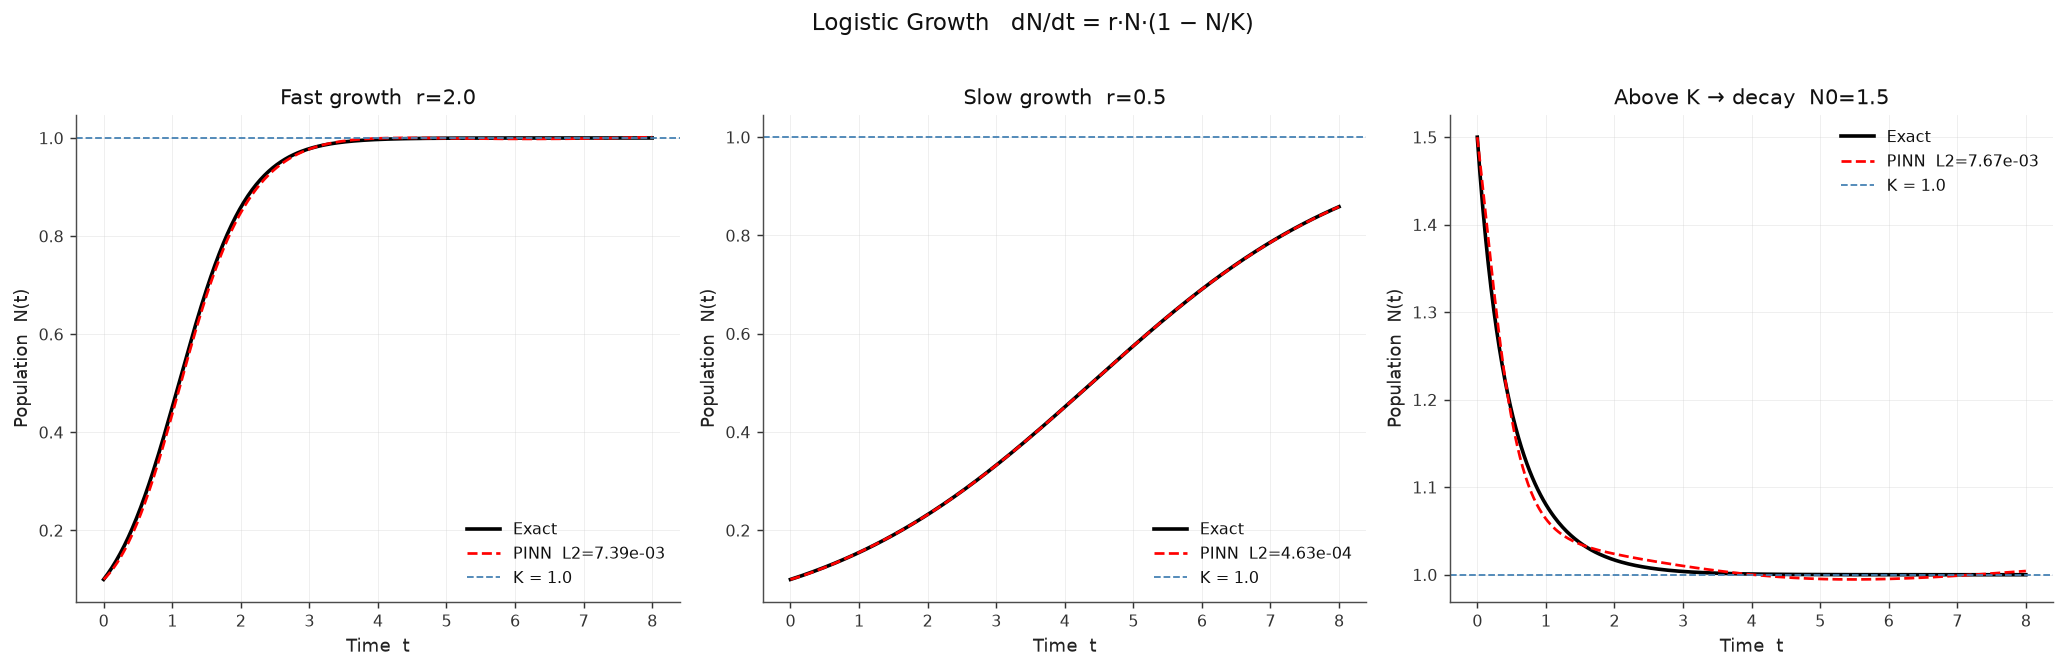 Logistic Growth   dN/dt = r·N·(1 − N/K)
Fast growth  r=2.0
1.0
0.8
0.6
0.4
0.2
Population  N(t)
0 1 2 3 4 5 6 7 8
Time  t
Exact
PINN  L2=7.39e-03
K = 1.0
Slow growth  r=0.5
1.0
0.8
0.6
0.4
0.2
Population  N(t)
0 1 2 3 4 5 6 7 8
Time  t
Exact
PINN  L2=4.63e-04
K = 1.0
Above K → decay  N0=1.5
1.5
1.4
1.3
1.2
1.1
1.0
Population  N(t)
0 1 2 3 4 5 6 7 8
Time  t
Exact
PINN  L2=7.67e-03
K = 1.0